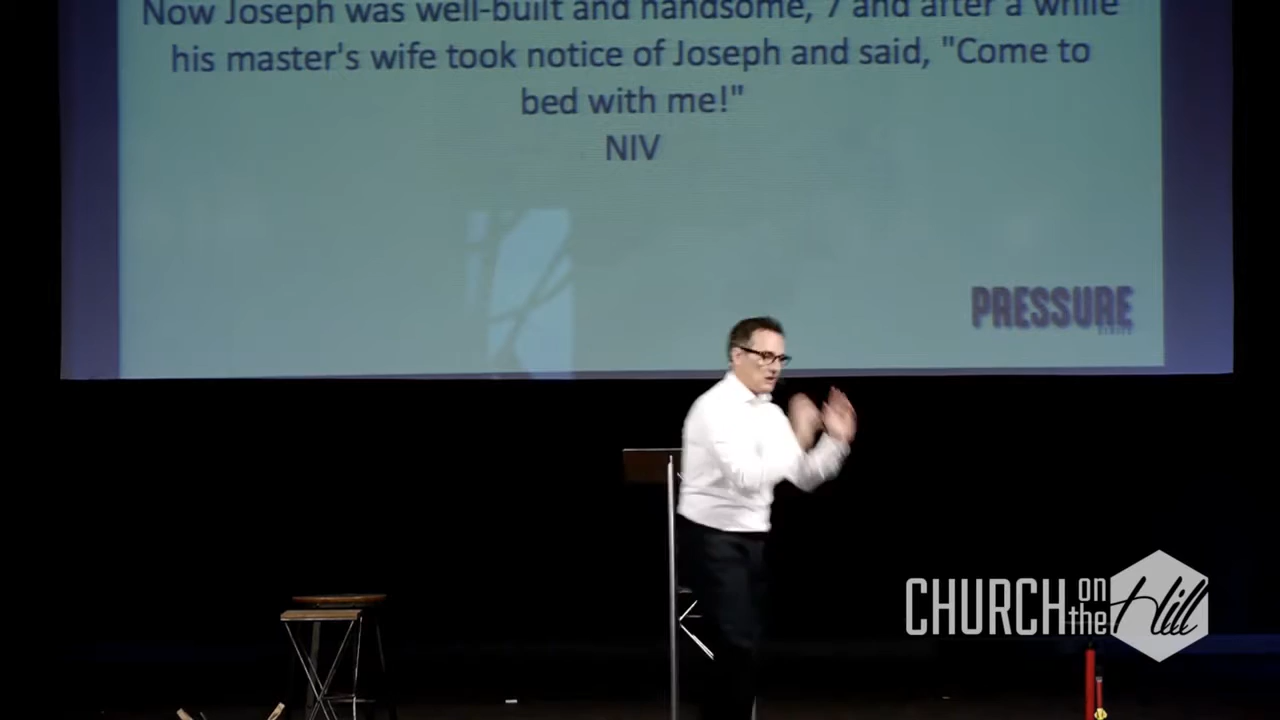 Now Joseph was well-built and handsome, 7 and after a while
his master's wife took notice of Joseph and said, "Come to
bed with me!"
NIV
PRESSURE
SERIES
CHURCH on the Hill